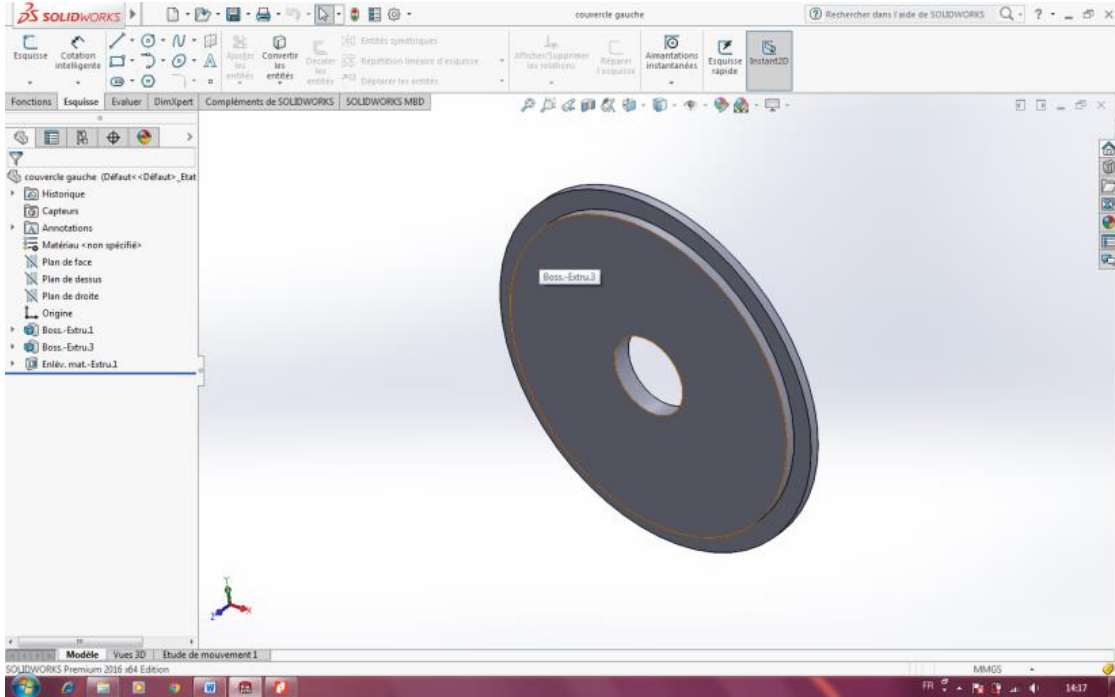 SOLIDWORKS
couvercle gauche
Rechercher dans l'aide de SOLIDWORKS
Esquisse
Cotation intelligente
Ajuster les entités
Convertir les entités
Décaler les entités
Entités symétriques
Répétition linéaire d'esquisse
Déplacer les entités
Afficher/Supprimer les relations
Réparer l'esquisse
Aimantations instantanées
Esquisse rapide
Instant2D
Fonctions Esquisse Evaluer DimXpert Compléments de SOLIDWORKS SOLIDWORKS MBD
couvercle gauche (Défaut<<Défaut>_Etat
Historique
Capteurs
Annotations
Matériau <non spécifié>
Plan de face
Plan de dessus
Plan de droite
Origine
Boss.-Extru.1
Boss.-Extru.3
Enlèv. mat.-Extru.1
Boss.-Extru.3
Y
X
Z
Modèle Vues 3D Etude de mouvement 1
SOLIDWORKS Premium 2016 x64 Edition
MMGS
FR
14:17